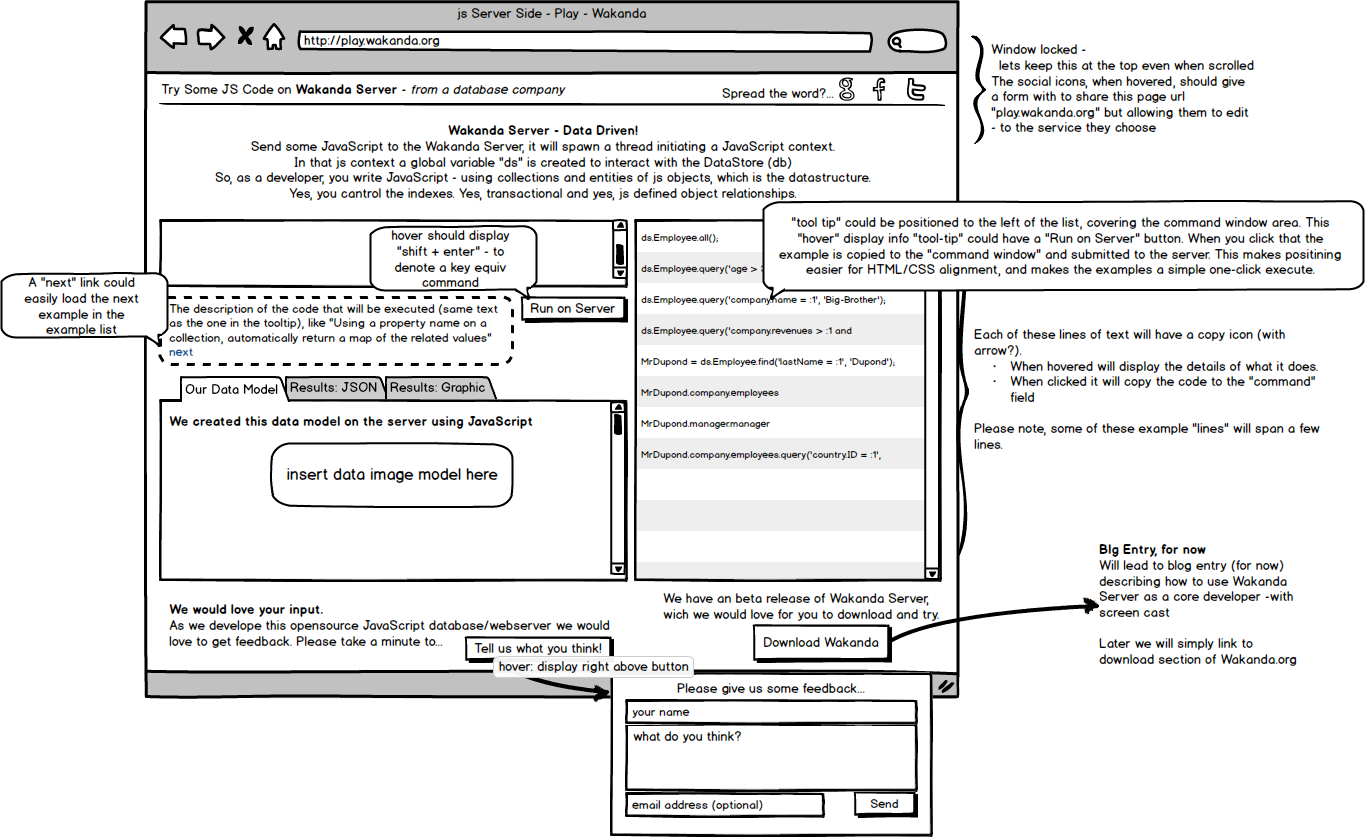 js Server Side - Play - Wakanda
http://play.wakanda.org
Try Some JS Code on Wakanda Server - from a database company
Spread the word?...
Window locked -
lets keep this at the top even when scrolled
The social icons, when hovered, should give
a form with to share this page url
"play.wakanda.org" but allowing them to edit
- to the service they choose
Wakanda Server - Data Driven!
Send some JavaScript to the Wakanda Server, it will spawn a thread initiating a JavaScript context.
In that js context a global variable "ds" is created to interact with the DataStore (db)
So, as a developer, you write JavaScript - using collections and entities of js objects, which is the datastructure.
Yes, you cantrol the indexes. Yes, transactional and yes, js defined object relationships.
"tool tip" could be positioned to the left of the list, covering the command window area. This
"hover" display info "tool-tip" could have a "Run on Server" button. When you click that the
example is copied to the "command window" and submitted to the server. This makes positining
easier for HTML/CSS alignment, and makes the examples a simple one-click execute.
hover should display
"shift + enter" - to
denote a key equiv
command
A "next" link could
easily load the next
example in the
example list
Run on Server
The description of the code that will be executed (same text
as the one in the tooltip), like "Using a property name on a
collection, automatically return a map of the related values"
next
ds.Employee.all();
ds.Employee.query('age >
ds.Employee.query('company.name = :1', 'Big-Brother');
ds.Employee.query('company.revenues > :1 and
MrDupond = ds.Employee.find('lastName = :1', 'Dupond');
MrDupond.company.employees
MrDupond.manager.manager
MrDupond.company.employees.query('country.ID = :1',
Each of these lines of text will have a copy icon (with
arrow?).
• When hovered will display the details of what it does.
• When clicked it will copy the code to the "command"
field
Please note, some of these example "lines" will span a few
lines.
Our Data Model
Results: JSON
Results: Graphic
We created this data model on the server using JavaScript
insert data image model here
We would love your input.
As we develope this opensource JavaScript database/webserver we would
love to get feedback. Please take a minute to...
Tell us what you think!
hover: display right above button
We have an beta release of Wakanda Server,
wich we would love for you to download and try.
Download Wakanda
Blg Entry, for now
Will lead to blog entry (for now)
describing how to use Wakanda
Server as a core developer -with
screen cast
Later we will simply link to
download section of Wakanda.org
Please give us some feedback...
your name
what do you think?
email address (optional)
Send